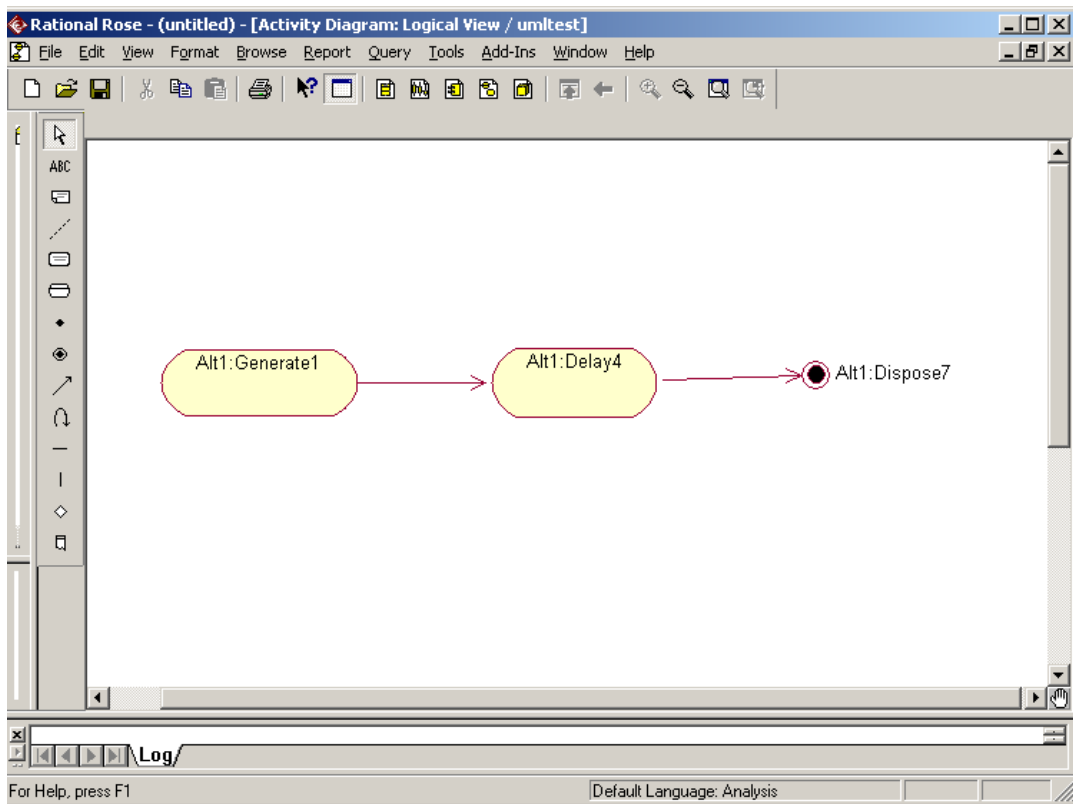 Rational Rose - (untitled) - [Activity Diagram: Logical View / umltest]
File Edit View Format Browse Report Query Tools Add-Ins Window Help
ABC
Alt1:Generate1
Alt1:Delay4
Alt1:Dispose7
Log
For Help, press F1
Default Language: Analysis